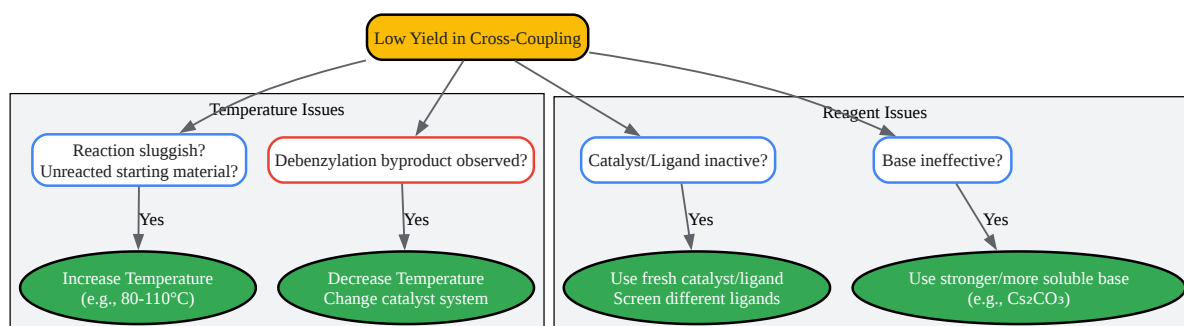 Low Yield in Cross-Coupling
Temperature Issues
Reagent Issues
Reaction sluggish?
Unreacted starting material?
Debenzylation byproduct observed?
Catalyst/Ligand inactive?
Base ineffective?
Yes
Yes
Yes
Yes
Increase Temperature
(e.g., 80-110°C)
Decrease Temperature
Change catalyst system
Use fresh catalyst/ligand
Screen different ligands
Use stronger/more soluble base
(e.g., Cs₂CO₃)